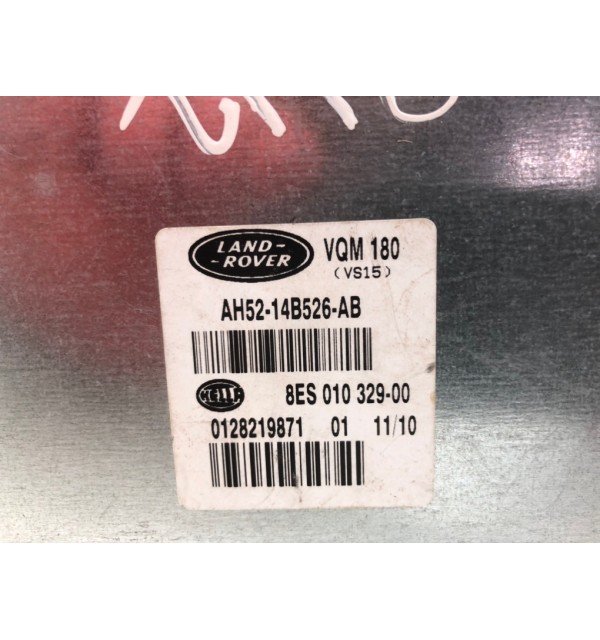 LAND-
-ROVER
VQM 180
(VS15)
AH52-14B526-AB
HELLA
8ES 010 329-00
0128219871 01 11/10